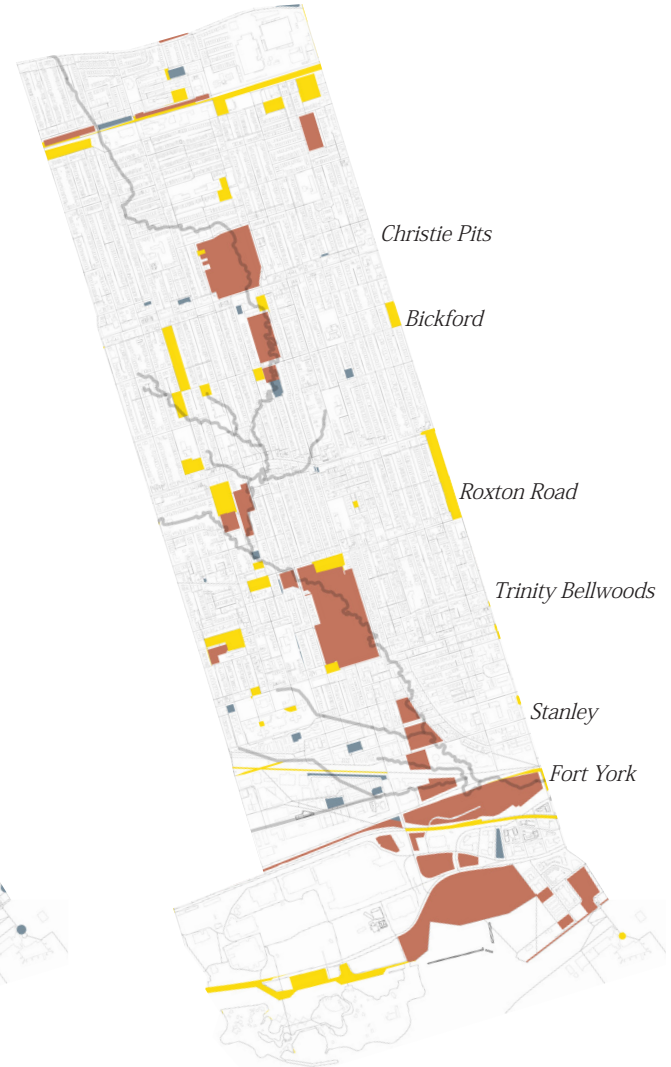 Christie Pits
Bickford
Roxton Road
Trinity Bellwoods
Stanley
Fort York